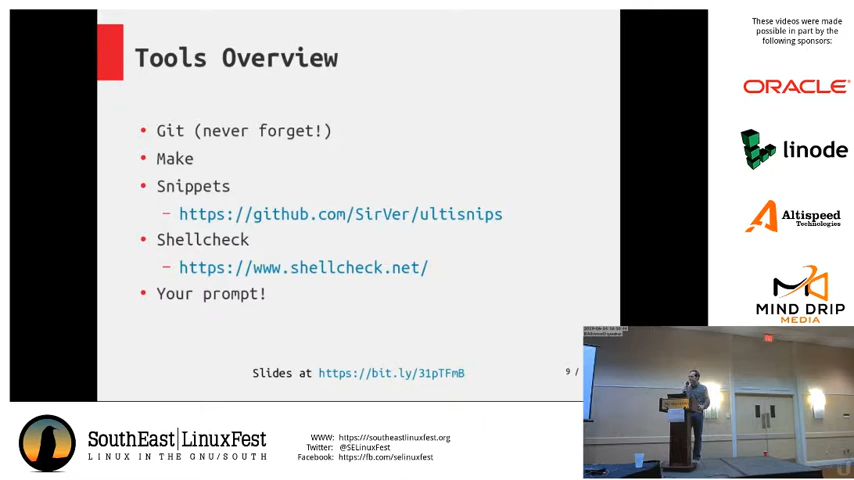 These videos were made
possible in part by the
following sponsors:
Tools Overview
• Git (never forget!)
• Make
• Snippets
– https://github.com/SirVer/ultisnips
• Shellcheck
– https://www.shellcheck.net/
• Your prompt!
Slides at https://bit.ly/31pTFmB
9 /
ORACLE
linode
Altispeed
Technologies
MIND DRIP
MEDIA
SouthEast|LinuxFest
LINUX IN THE GNU/SOUTH
WWW: https:///southeastlinuxfest.org
Twitter: @SELinuxFest
Facebook: https://fb.com/selinuxfest